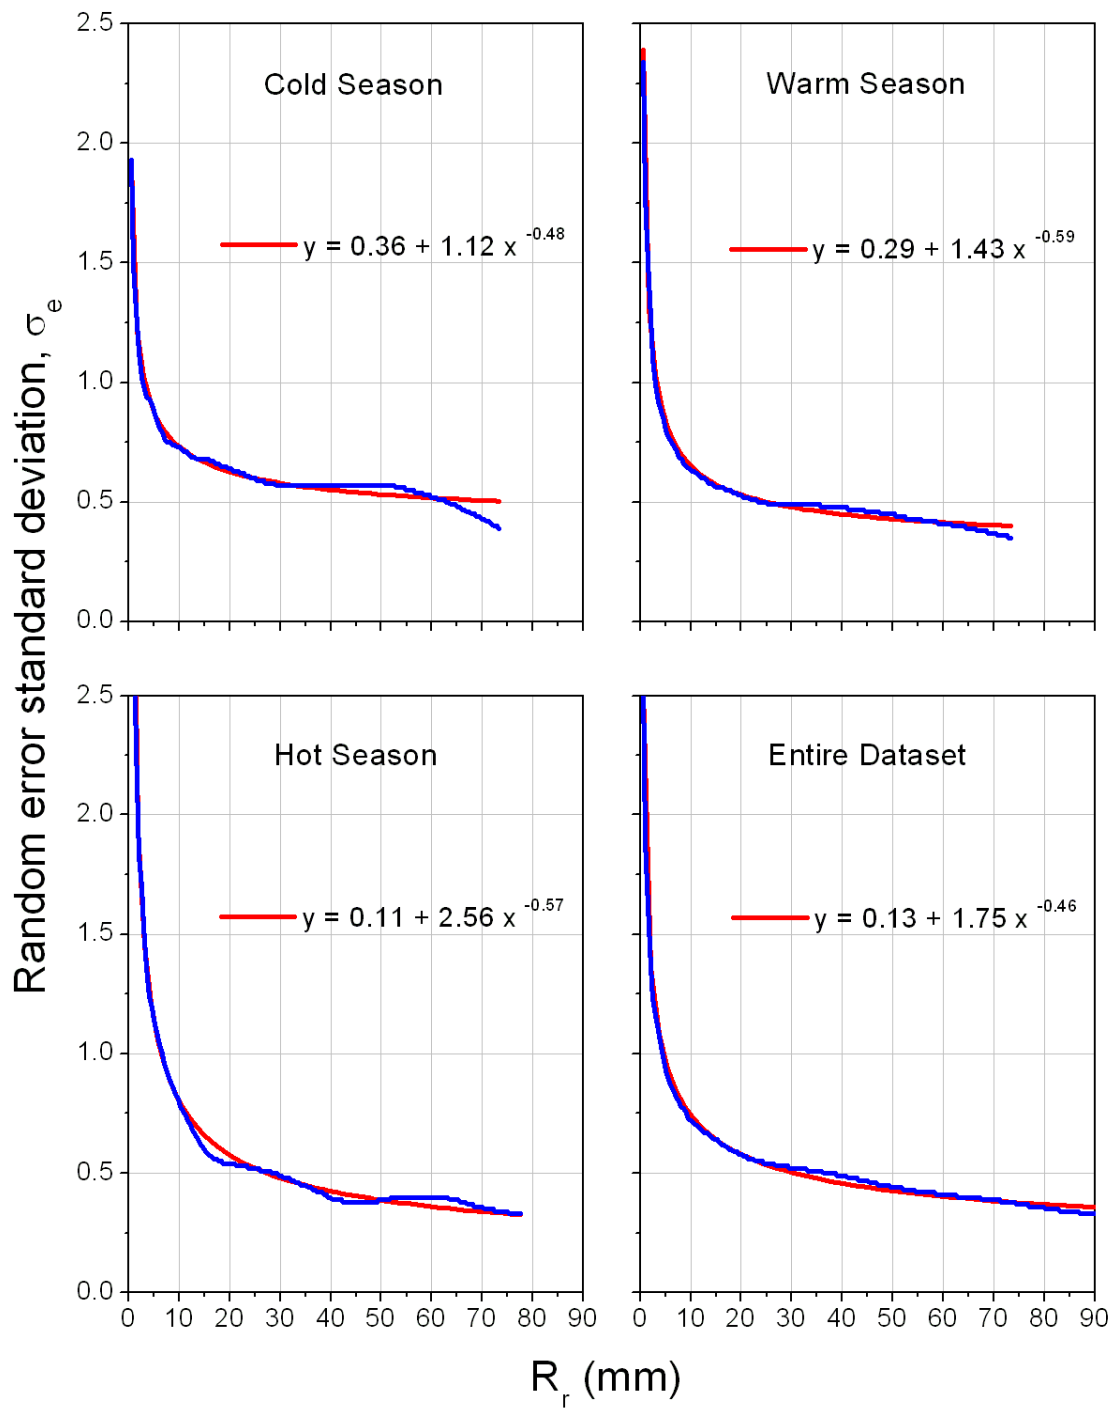 Random error standard deviation, σe
2.5
2.0
1.5
1.0
0.5
0.0
Cold Season
y = 0.36 + 1.12 x -0.48
Warm Season
y = 0.29 + 1.43 x -0.59
2.5
2.0
1.5
1.0
0.5
0.0
Hot Season
y = 0.11 + 2.56 x -0.57
Entire Dataset
y = 0.13 + 1.75 x -0.46
0 10 20 30 40 50 60 70 80 90
0 10 20 30 40 50 60 70 80 90
Rr (mm)